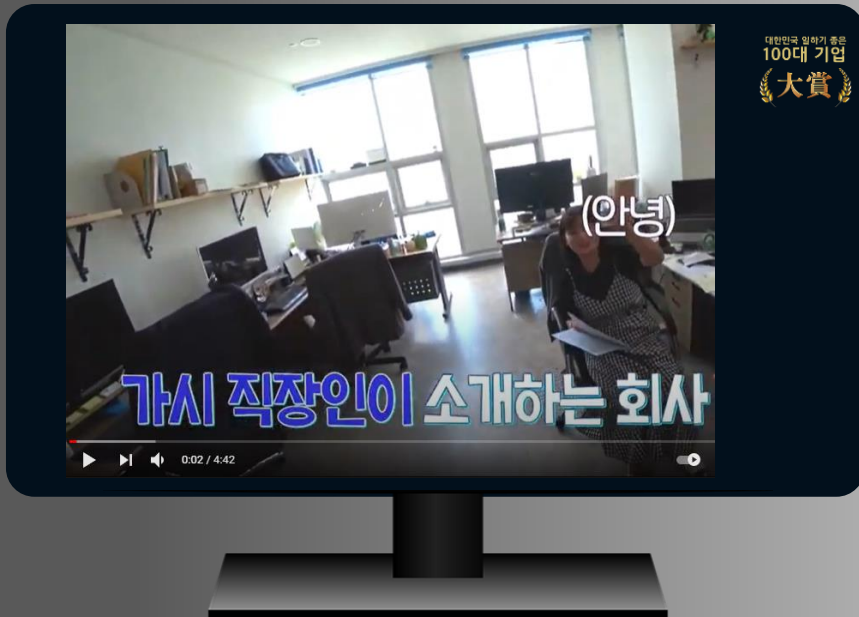 대한민국 일하기 좋은
100대 기업
大賞
(안녕)
가시 직장인이 소개하는 회사
0:02 / 4:42